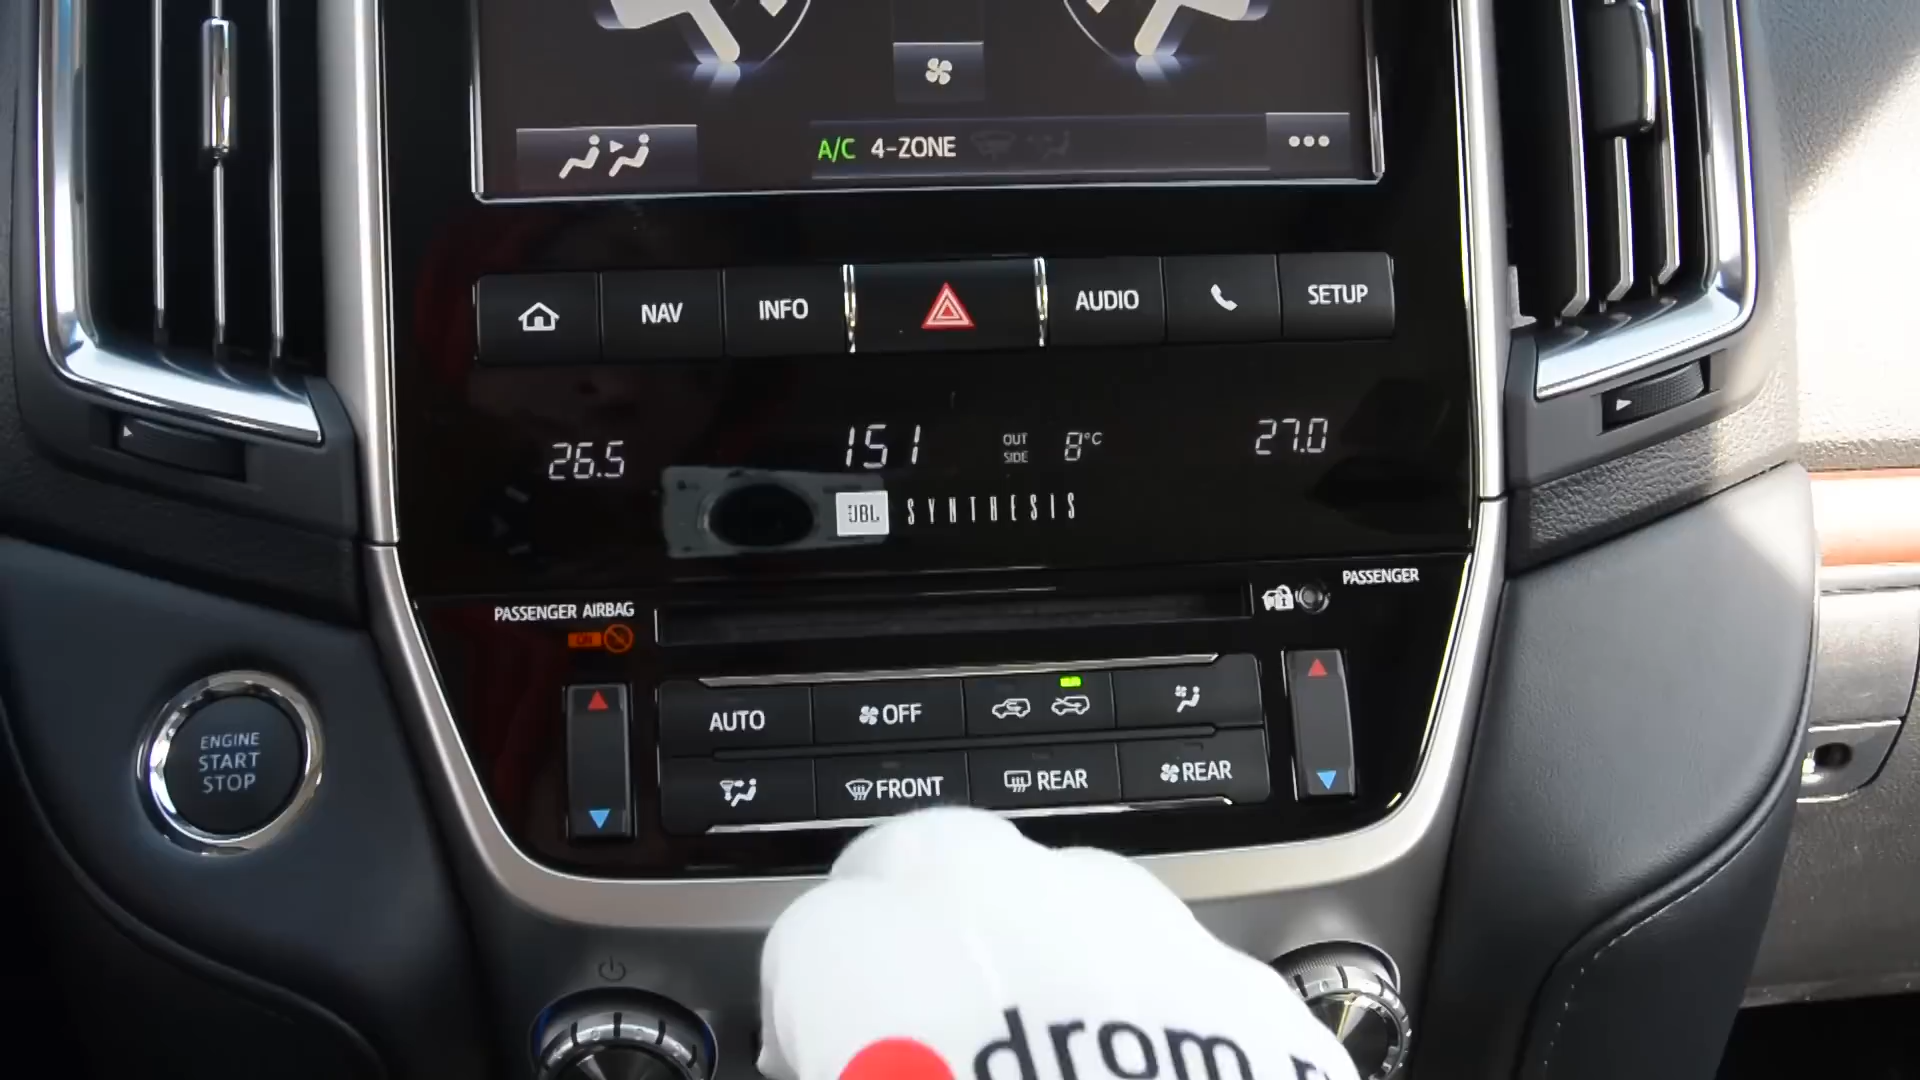 A/C 4-ZONE
NAV
INFO
AUDIO
SETUP
26.5
151
OUT
SIDE
8°C
27.0
JBL SYNTHESIS
PASSENGER
PASSENGER AIRBAG
ON
AUTO
OFF
FRONT
REAR
REAR
ENGINE
START
STOP
drom